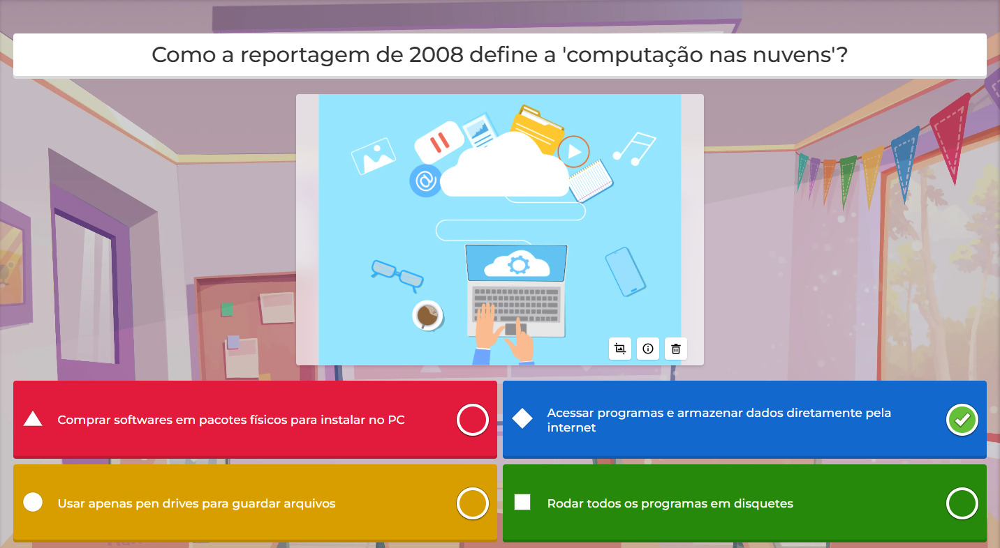 Como a reportagem de 2008 define a 'computação nas nuvens'?
Comprar softwares em pacotes físicos para instalar no PC
Acessar programas e armazenar dados diretamente pela
internet
Usar apenas pen drives para guardar arquivos
Rodar todos os programas em disquetes